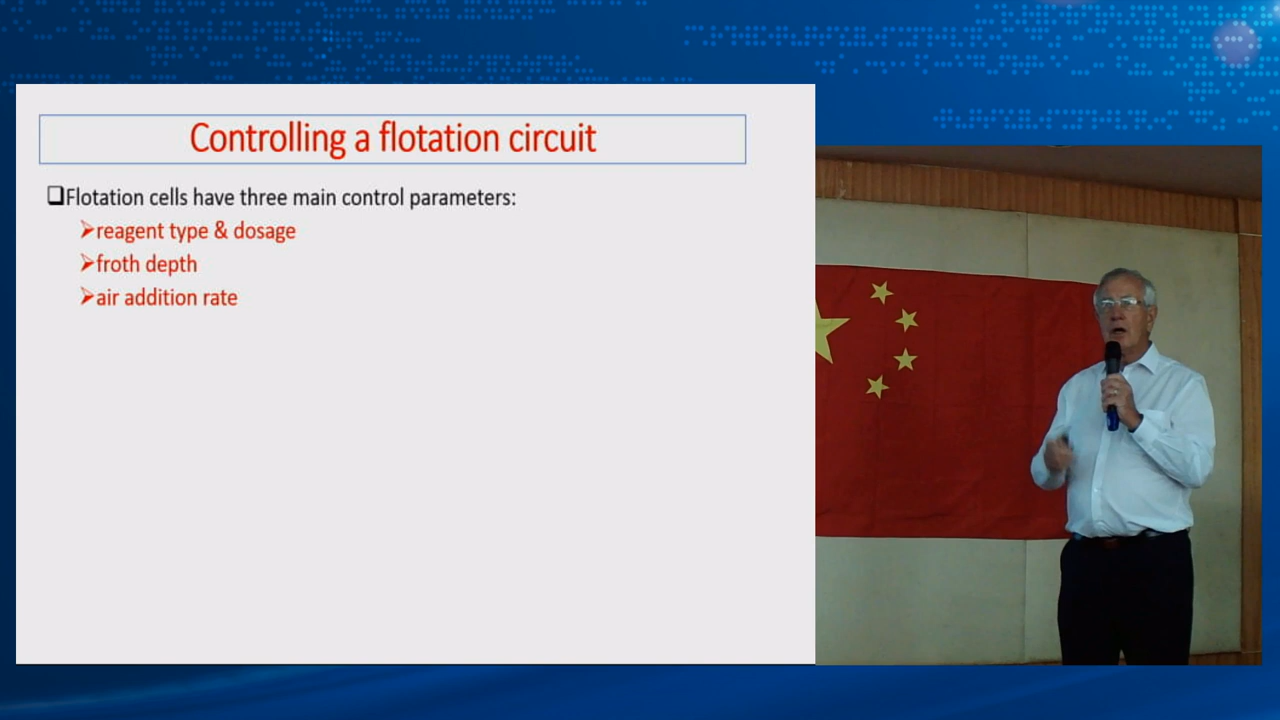 Controlling a flotation circuit
❑Flotation cells have three main control parameters:
➢reagent type & dosage
➢froth depth
➢air addition rate